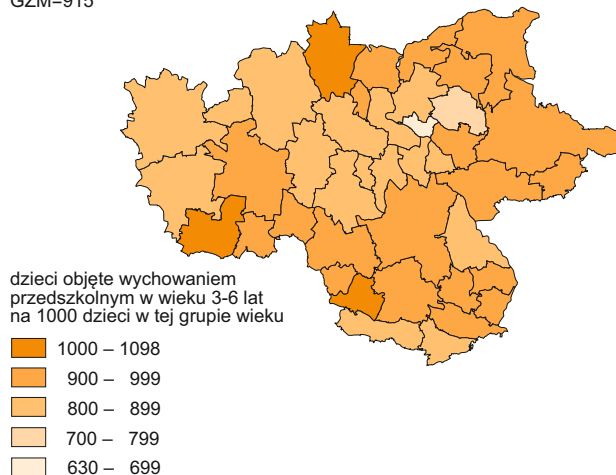 GZM=915
dzieci objęte wychowaniem
przedszkolnym w wieku 3-6 lat
na 1000 dzieci w tej grupie wieku
1000 – 1098
900 – 999
800 – 899
700 – 799
630 – 699